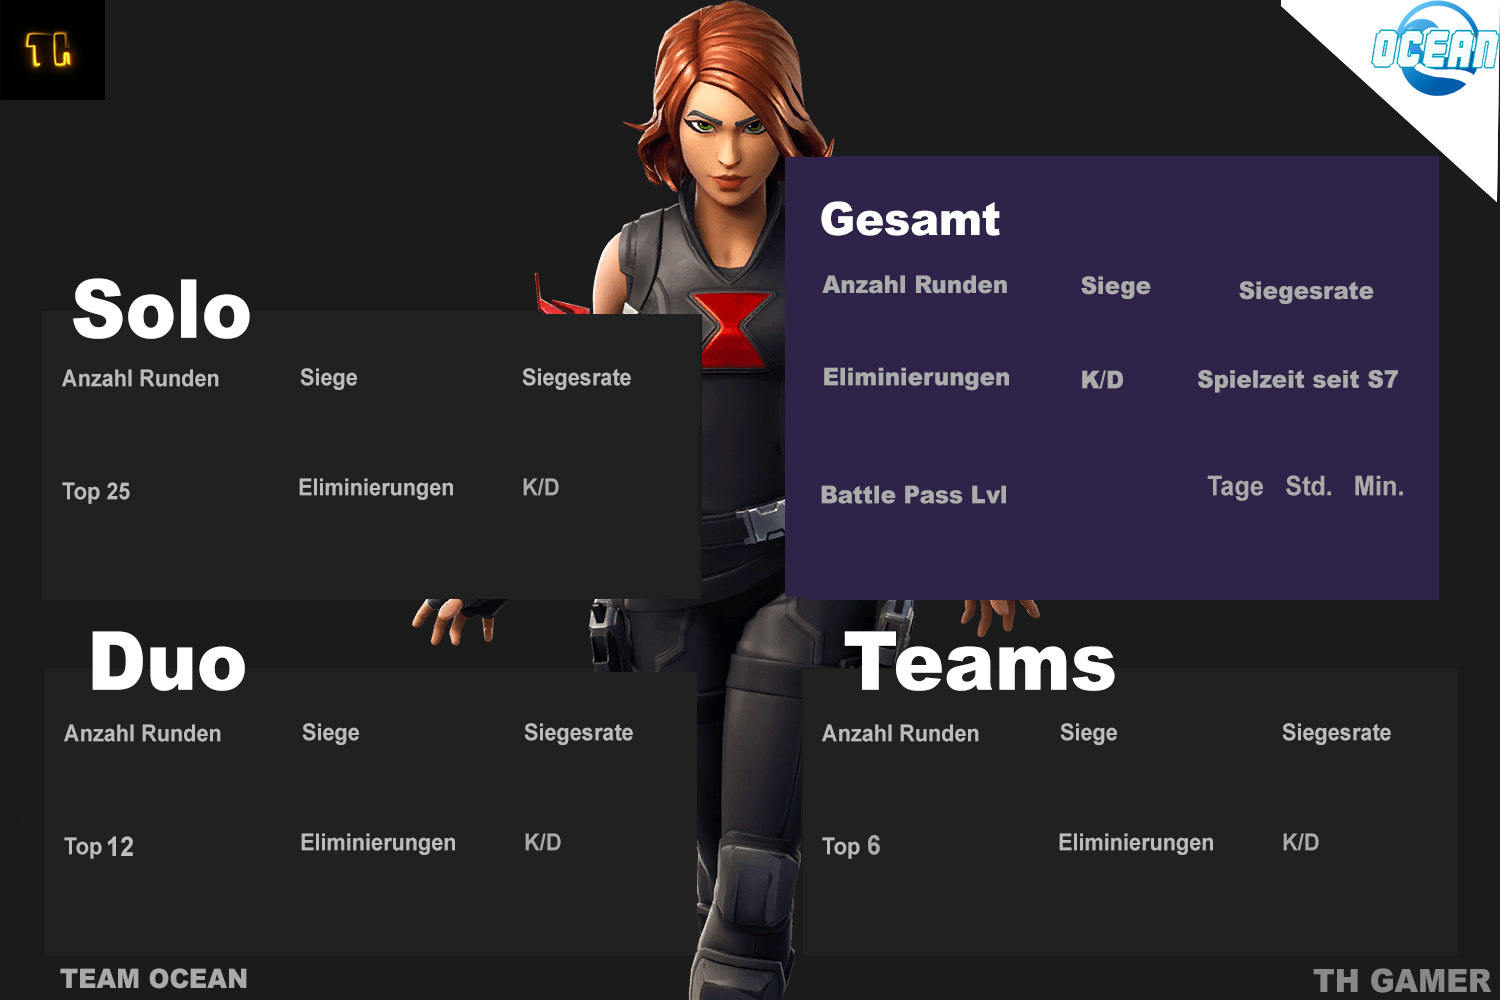 TH
OCEAN
Gesamt
Anzahl Runden Siege Siegesrate
Eliminierungen K/D Spielzeit seit S7
Battle Pass Lvl Tage Std. Min.
Solo
Anzahl Runden Siege Siegesrate
Top 25 Eliminierungen K/D
Duo
Anzahl Runden Siege Siegesrate
Top 12 Eliminierungen K/D
Teams
Anzahl Runden Siege Siegesrate
Top 6 Eliminierungen K/D
TEAM OCEAN
TH GAMER